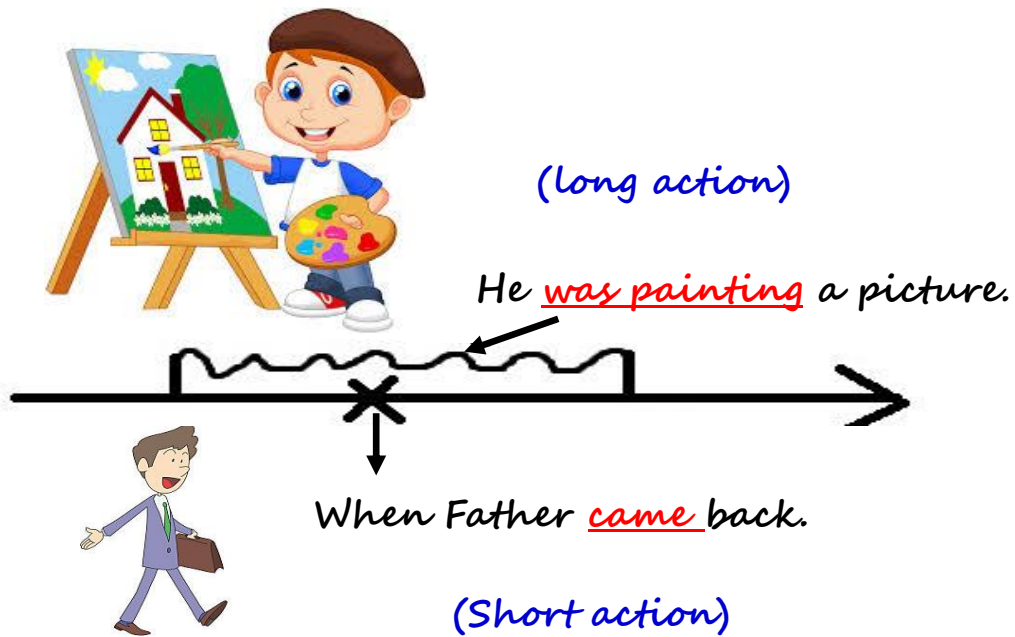 (long action)
He was painting a picture.
When Father came back.
(Short action)